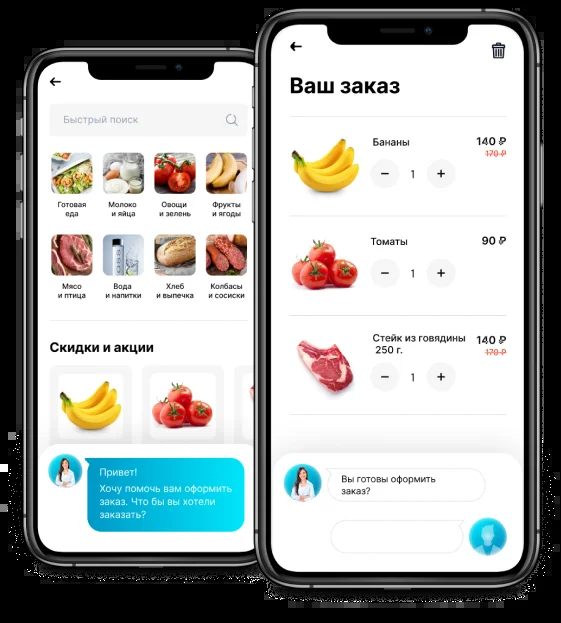 Быстрый поиск
Готовая
еда
Молоко
и яйца
Овощи
и зелень
Фрукты
и ягоды
Мясо
и птица
Вода
и напитки
Хлеб
и выпечка
Колбасы
и сосиски
Скидки и акции
Привет!
Хочу помочь вам оформить
заказ. Что бы вы хотели
заказать?
Ваш заказ
Бананы
140 ₽
170 ₽
− 1 +
Томаты
90 ₽
− 1 +
Стейк из говядины
250 г.
140 ₽
170 ₽
− 1 +
Вы готовы оформить
заказ?